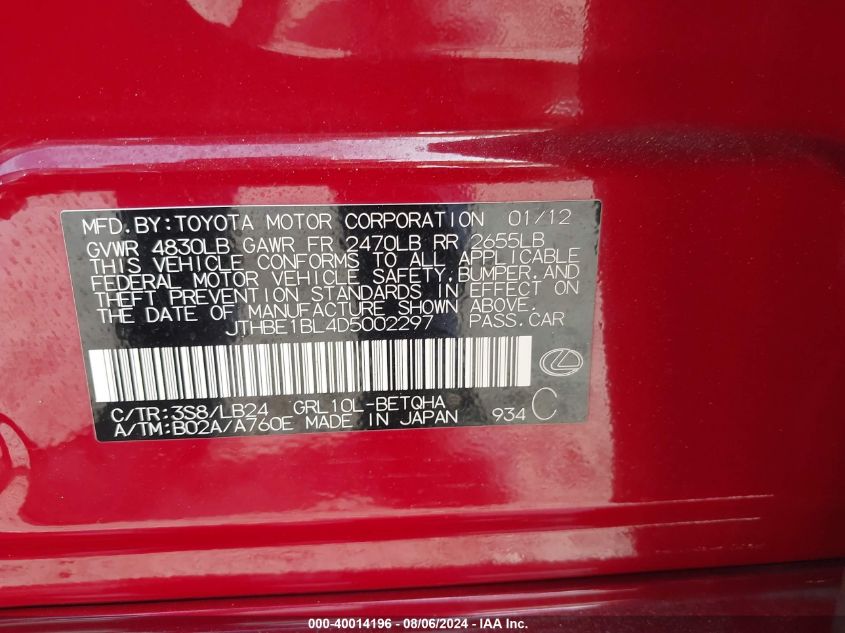 MFD.BY:TOYOTA MOTOR CORPORATION 01/12
GVWR 4830LB GAWR FR 2470LB RR 2655LB
THIS VEHICLE CONFORMS TO ALL APPLICABLE
FEDERAL MOTOR VEHICLE SAFETY,BUMPER,AND
THEFT PREVENTION STANDARDS IN EFFECT ON
THE DATE OF MANUFACTURE SHOWN ABOVE.
JTHBE1BL4D5002297 PASS.CAR
C/TR:3S8/LB24 GRL10L-BETQHA
A/TM:B02A/A760E MADE IN JAPAN 934 C
000-40014196 - 08/06/2024 - IAA Inc.